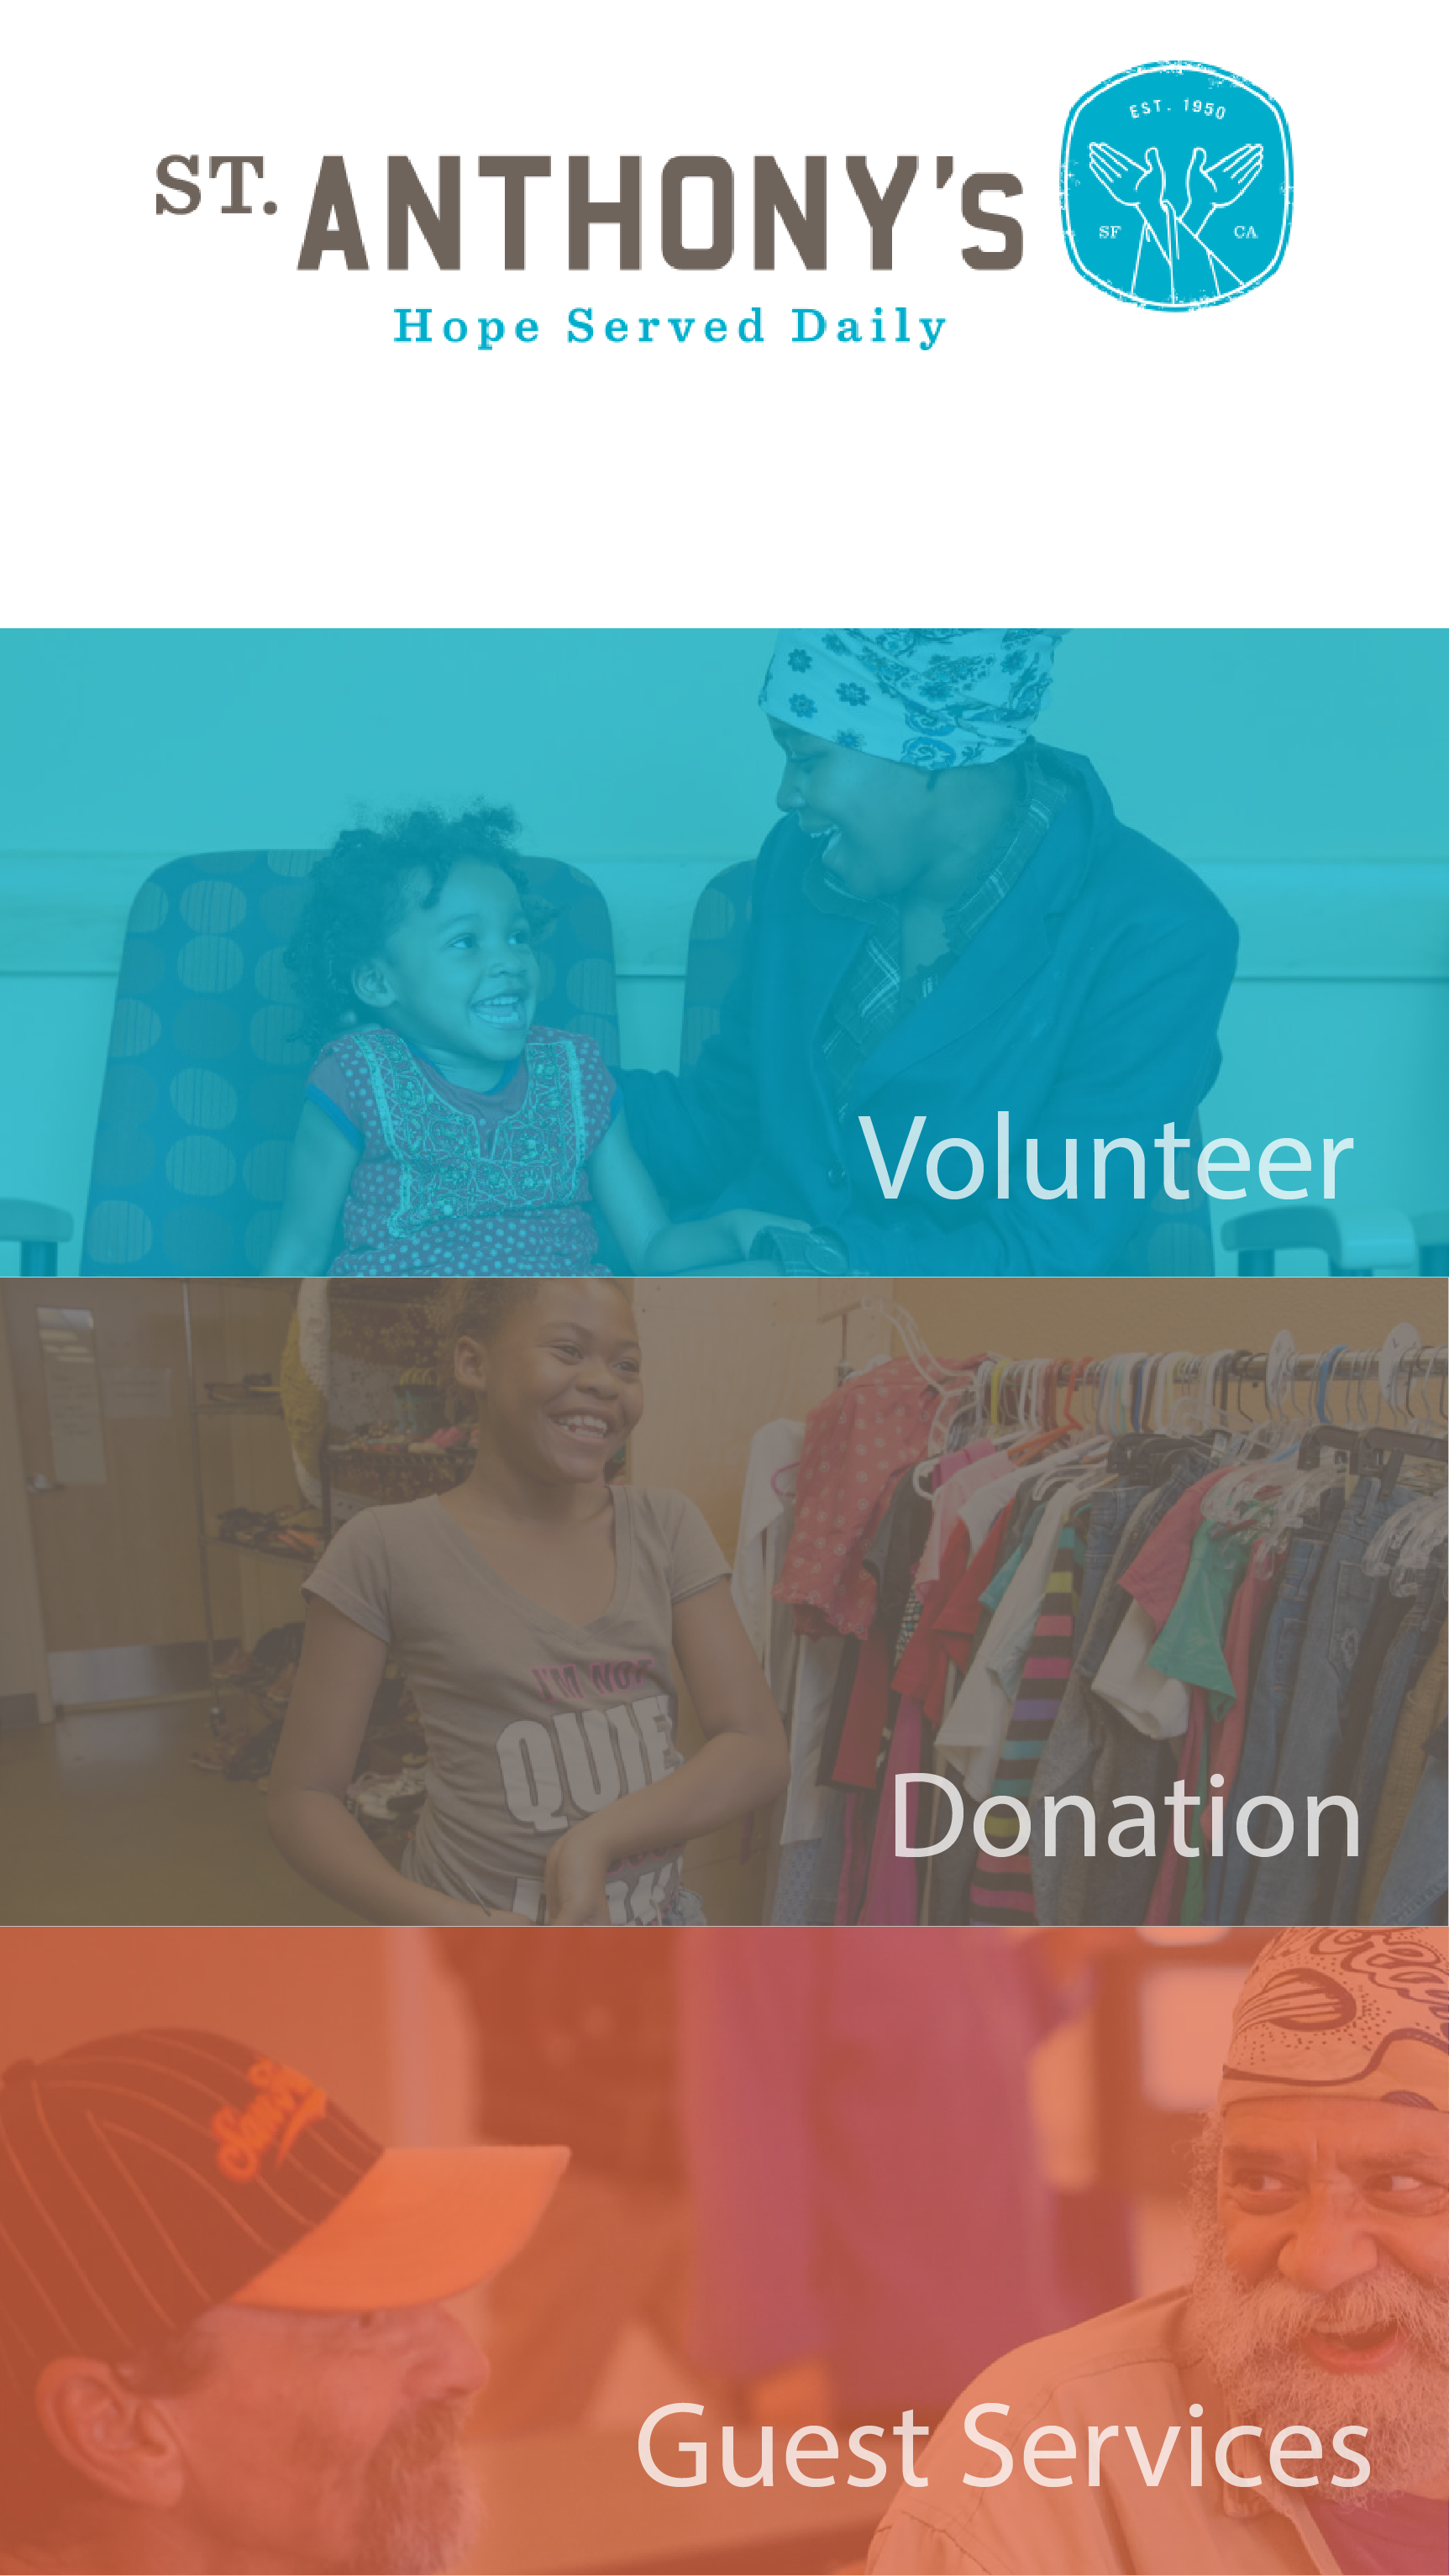 EST. 1950
ST. ANTHONY'S
SF CA
Hope Served Daily
Volunteer
I'M NOT
QUIE
Donation
Guest Services